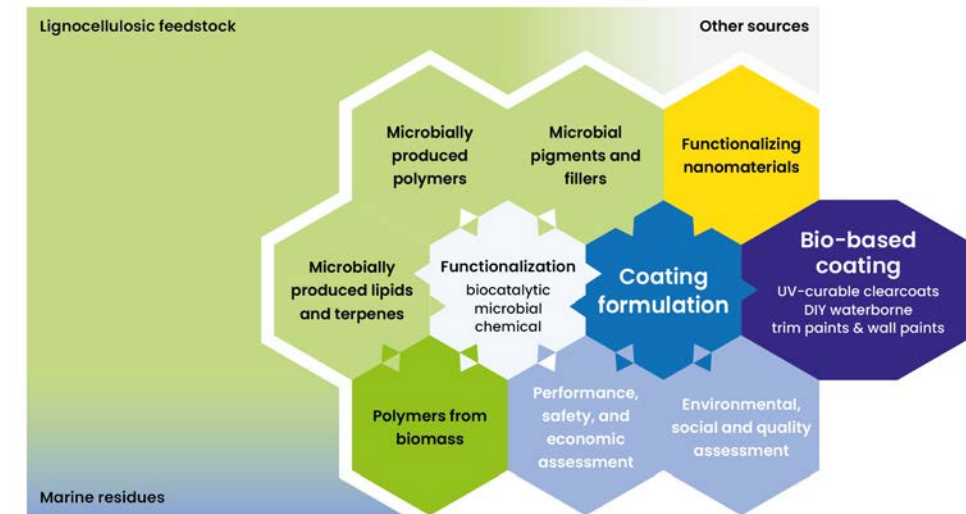 Lignocellulosic feedstock
Other sources
Microbially
produced
polymers
Microbial
pigments and
fillers
Functionalizing
nanomaterials
Microbially
produced lipids
and terpenes
Functionalization
biocatalytic
microbial
chemical
Coating
formulation
Bio-based
coating
UV-curable clearcoats
DIY waterborne
trim paints & wall paints
Polymers from
biomass
Performance,
safety, and
economic
assessment
Environmental,
social and quality
assessment
Marine residues